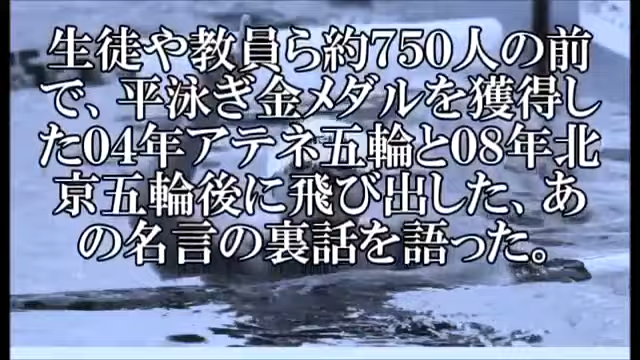 生徒や教員ら約750人の前
で、平泳ぎ金メダルを獲得し
た04年アテネ五輪と08年北
京五輪後に飛び出した、あ
の名言の裏話を語った。